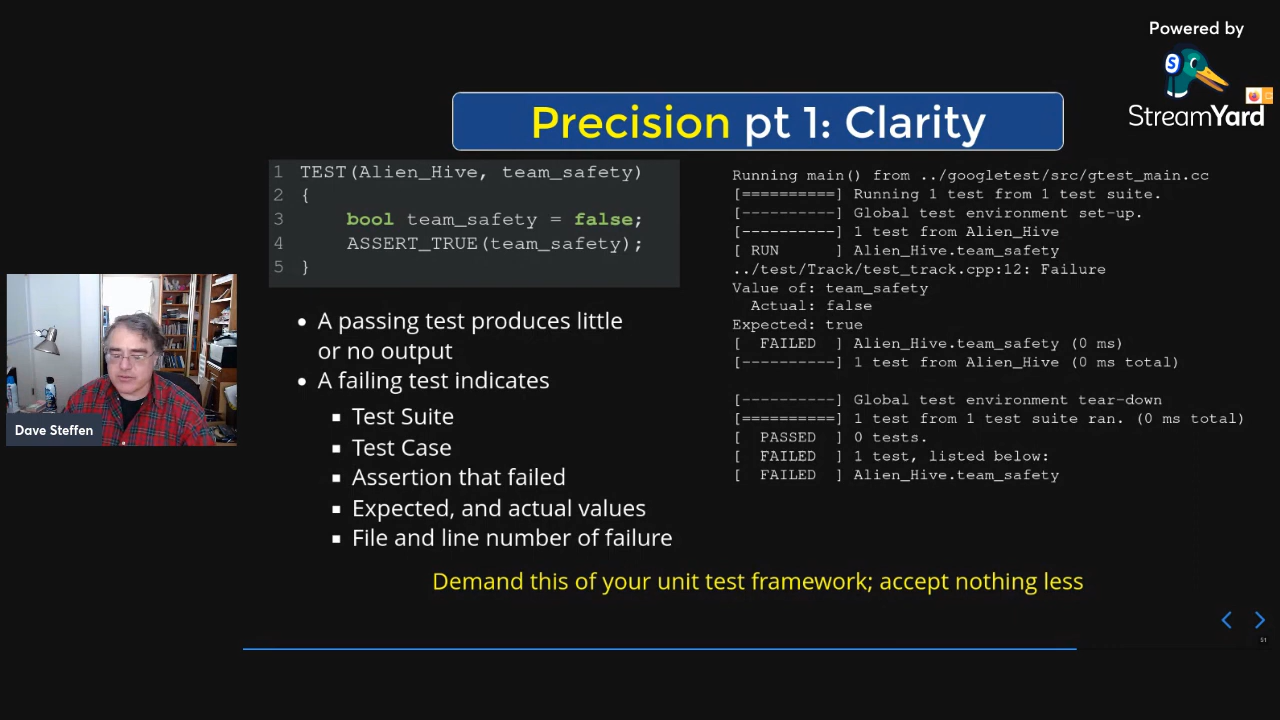 Powered by
S
StreamYard
Precision pt 1: Clarity
1 TEST(Alien_Hive, team_safety)
2 {
3 bool team_safety = false;
4 ASSERT_TRUE(team_safety);
5 }
• A passing test produces little
or no output
• A failing test indicates
▪ Test Suite
▪ Test Case
▪ Assertion that failed
▪ Expected, and actual values
▪ File and line number of failure
Running main() from ../googletest/src/gtest_main.cc
[==========] Running 1 test from 1 test suite.
[----------] Global test environment set-up.
[----------] 1 test from Alien_Hive
[ RUN      ] Alien_Hive.team_safety
../test/Track/test_track.cpp:12: Failure
Value of: team_safety
  Actual: false
Expected: true
[  FAILED  ] Alien_Hive.team_safety (0 ms)
[----------] 1 test from Alien_Hive (0 ms total)
[----------] Global test environment tear-down
[==========] 1 test from 1 test suite ran. (0 ms total)
[  PASSED  ] 0 tests.
[  FAILED  ] 1 test, listed below:
[  FAILED  ] Alien_Hive.team_safety
Demand this of your unit test framework; accept nothing less
Dave Steffen
51